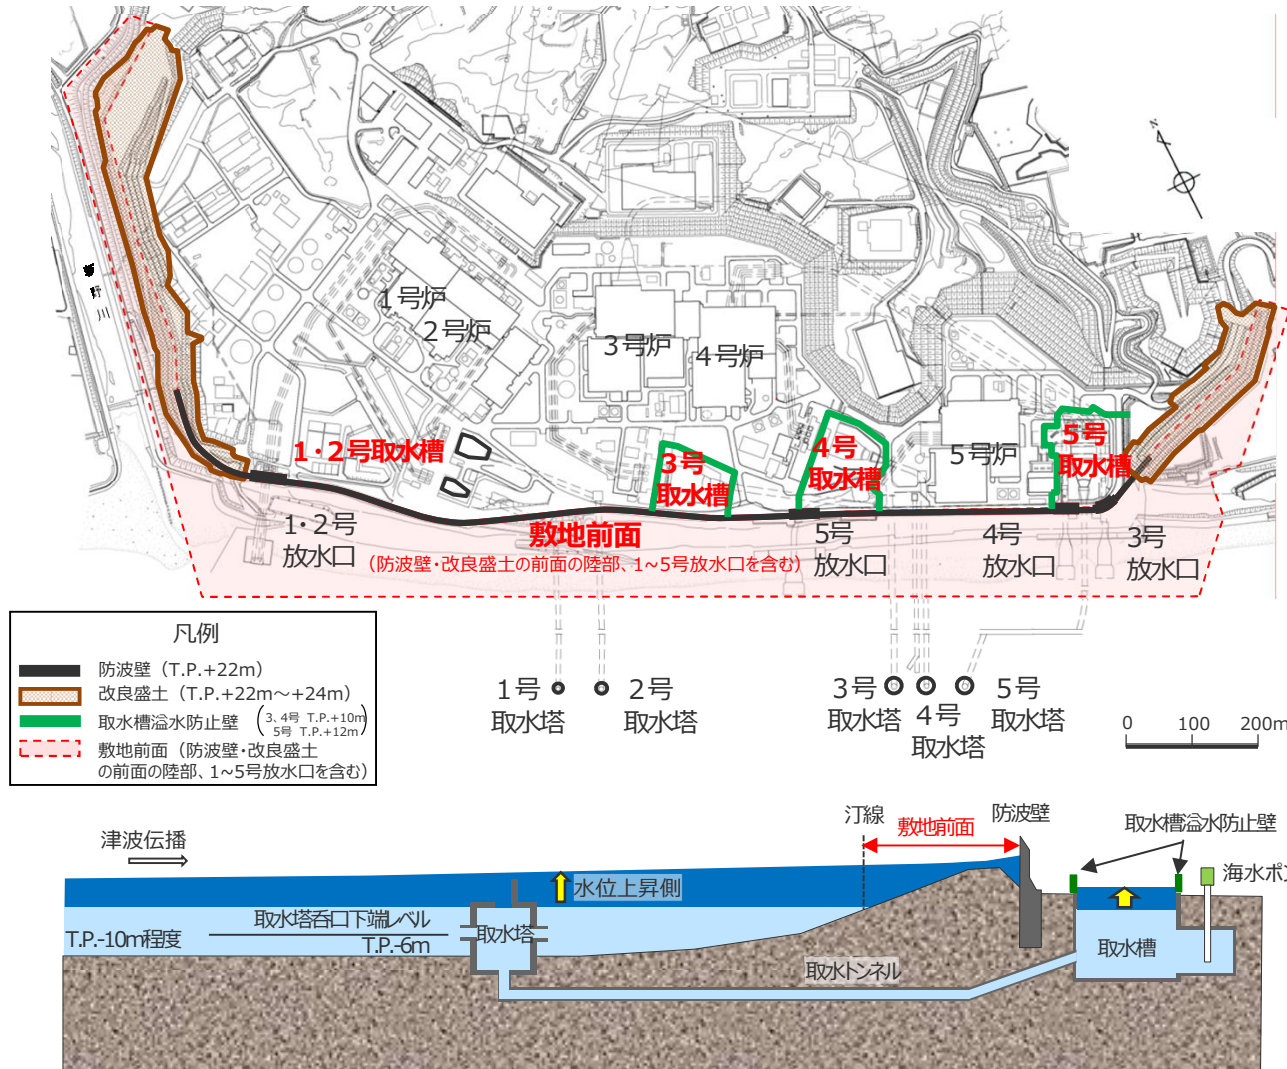 N
野
川
1号炉
2号炉
3号炉
4号炉
5号炉
1・2号取水槽
3号
取水槽
4号
取水槽
5号
取水槽
敷地前面
(防波壁・改良盛土の前面の陸部、1~5号放水口を含む)
1・2号
放水口
5号
放水口
4号
放水口
3号
放水口
凡例
防波壁（T.P.+22m）
改良盛土（T.P.+22m～+24m）
取水槽溢水防止壁
3、4号 T.P.+10m
5号 T.P.+12m
敷地前面（防波壁・改良盛土
の前面の陸部、1~5号放水口を含む）
1号
取水塔
2号
取水塔
3号
取水塔
4号
取水塔
5号
取水塔
0 100 200m
津波伝播
汀線
敷地前面
防波壁
取水槽溢水防止壁
水位上昇側
海水ポン
取水塔呑口下端レベル
T.P.-10m程度
T.P.-6m
取水塔
取水トンネル
取水槽